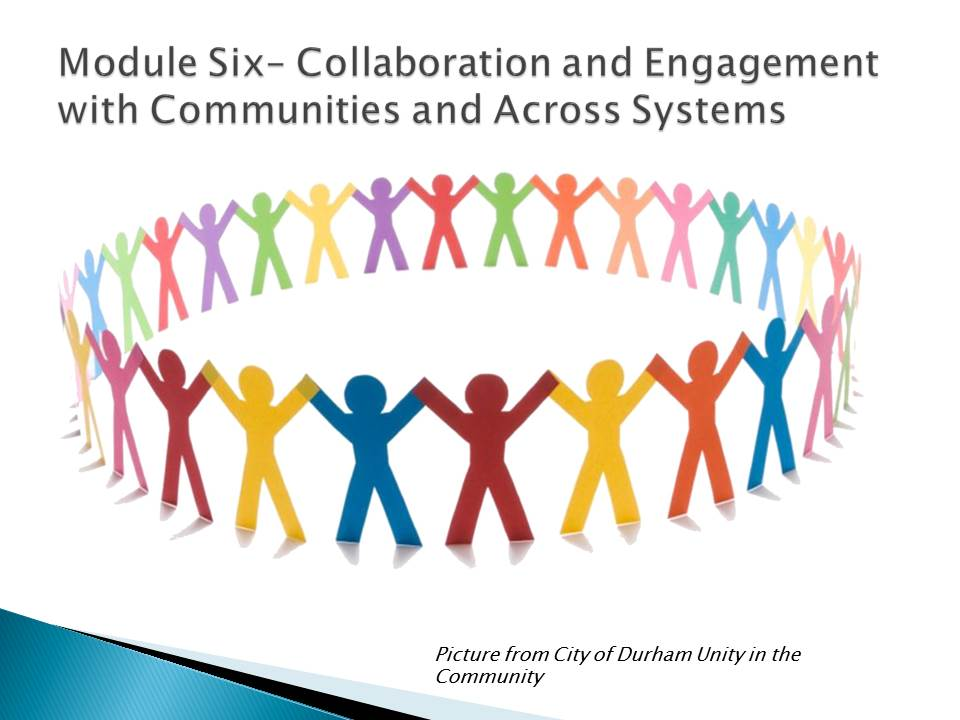 Module Six– Collaboration and Engagement
with Communities and Across Systems
Picture from City of Durham Unity in the
Community